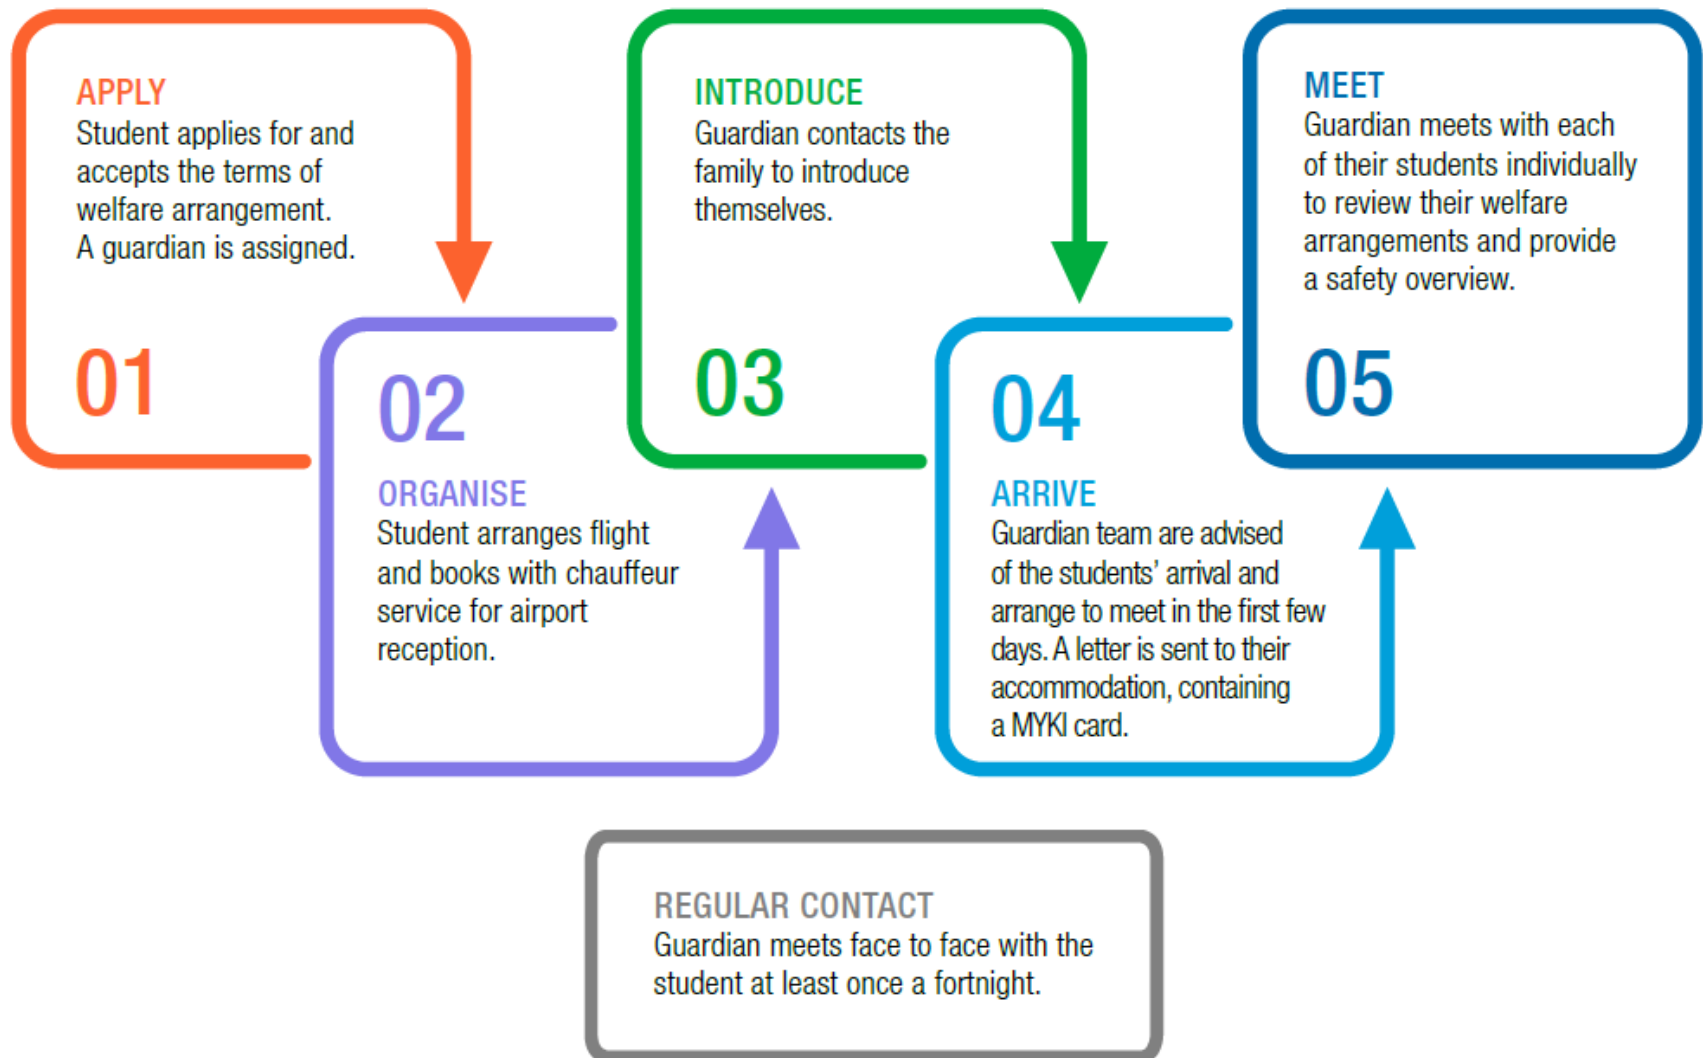 APPLY
Student applies for and
accepts the terms of
welfare arrangement.
A guardian is assigned.
01
02
ORGANISE
Student arranges flight
and books with chauffeur
service for airport
reception.
INTRODUCE
Guardian contacts the
family to introduce
themselves.
03
04
ARRIVE
Guardian team are advised
of the students’ arrival and
arrange to meet in the first few
days. A letter is sent to their
accommodation, containing
a MYKI card.
MEET
Guardian meets with each
of their students individually
to review their welfare
arrangements and provide
a safety overview.
05
REGULAR CONTACT
Guardian meets face to face with the
student at least once a fortnight.